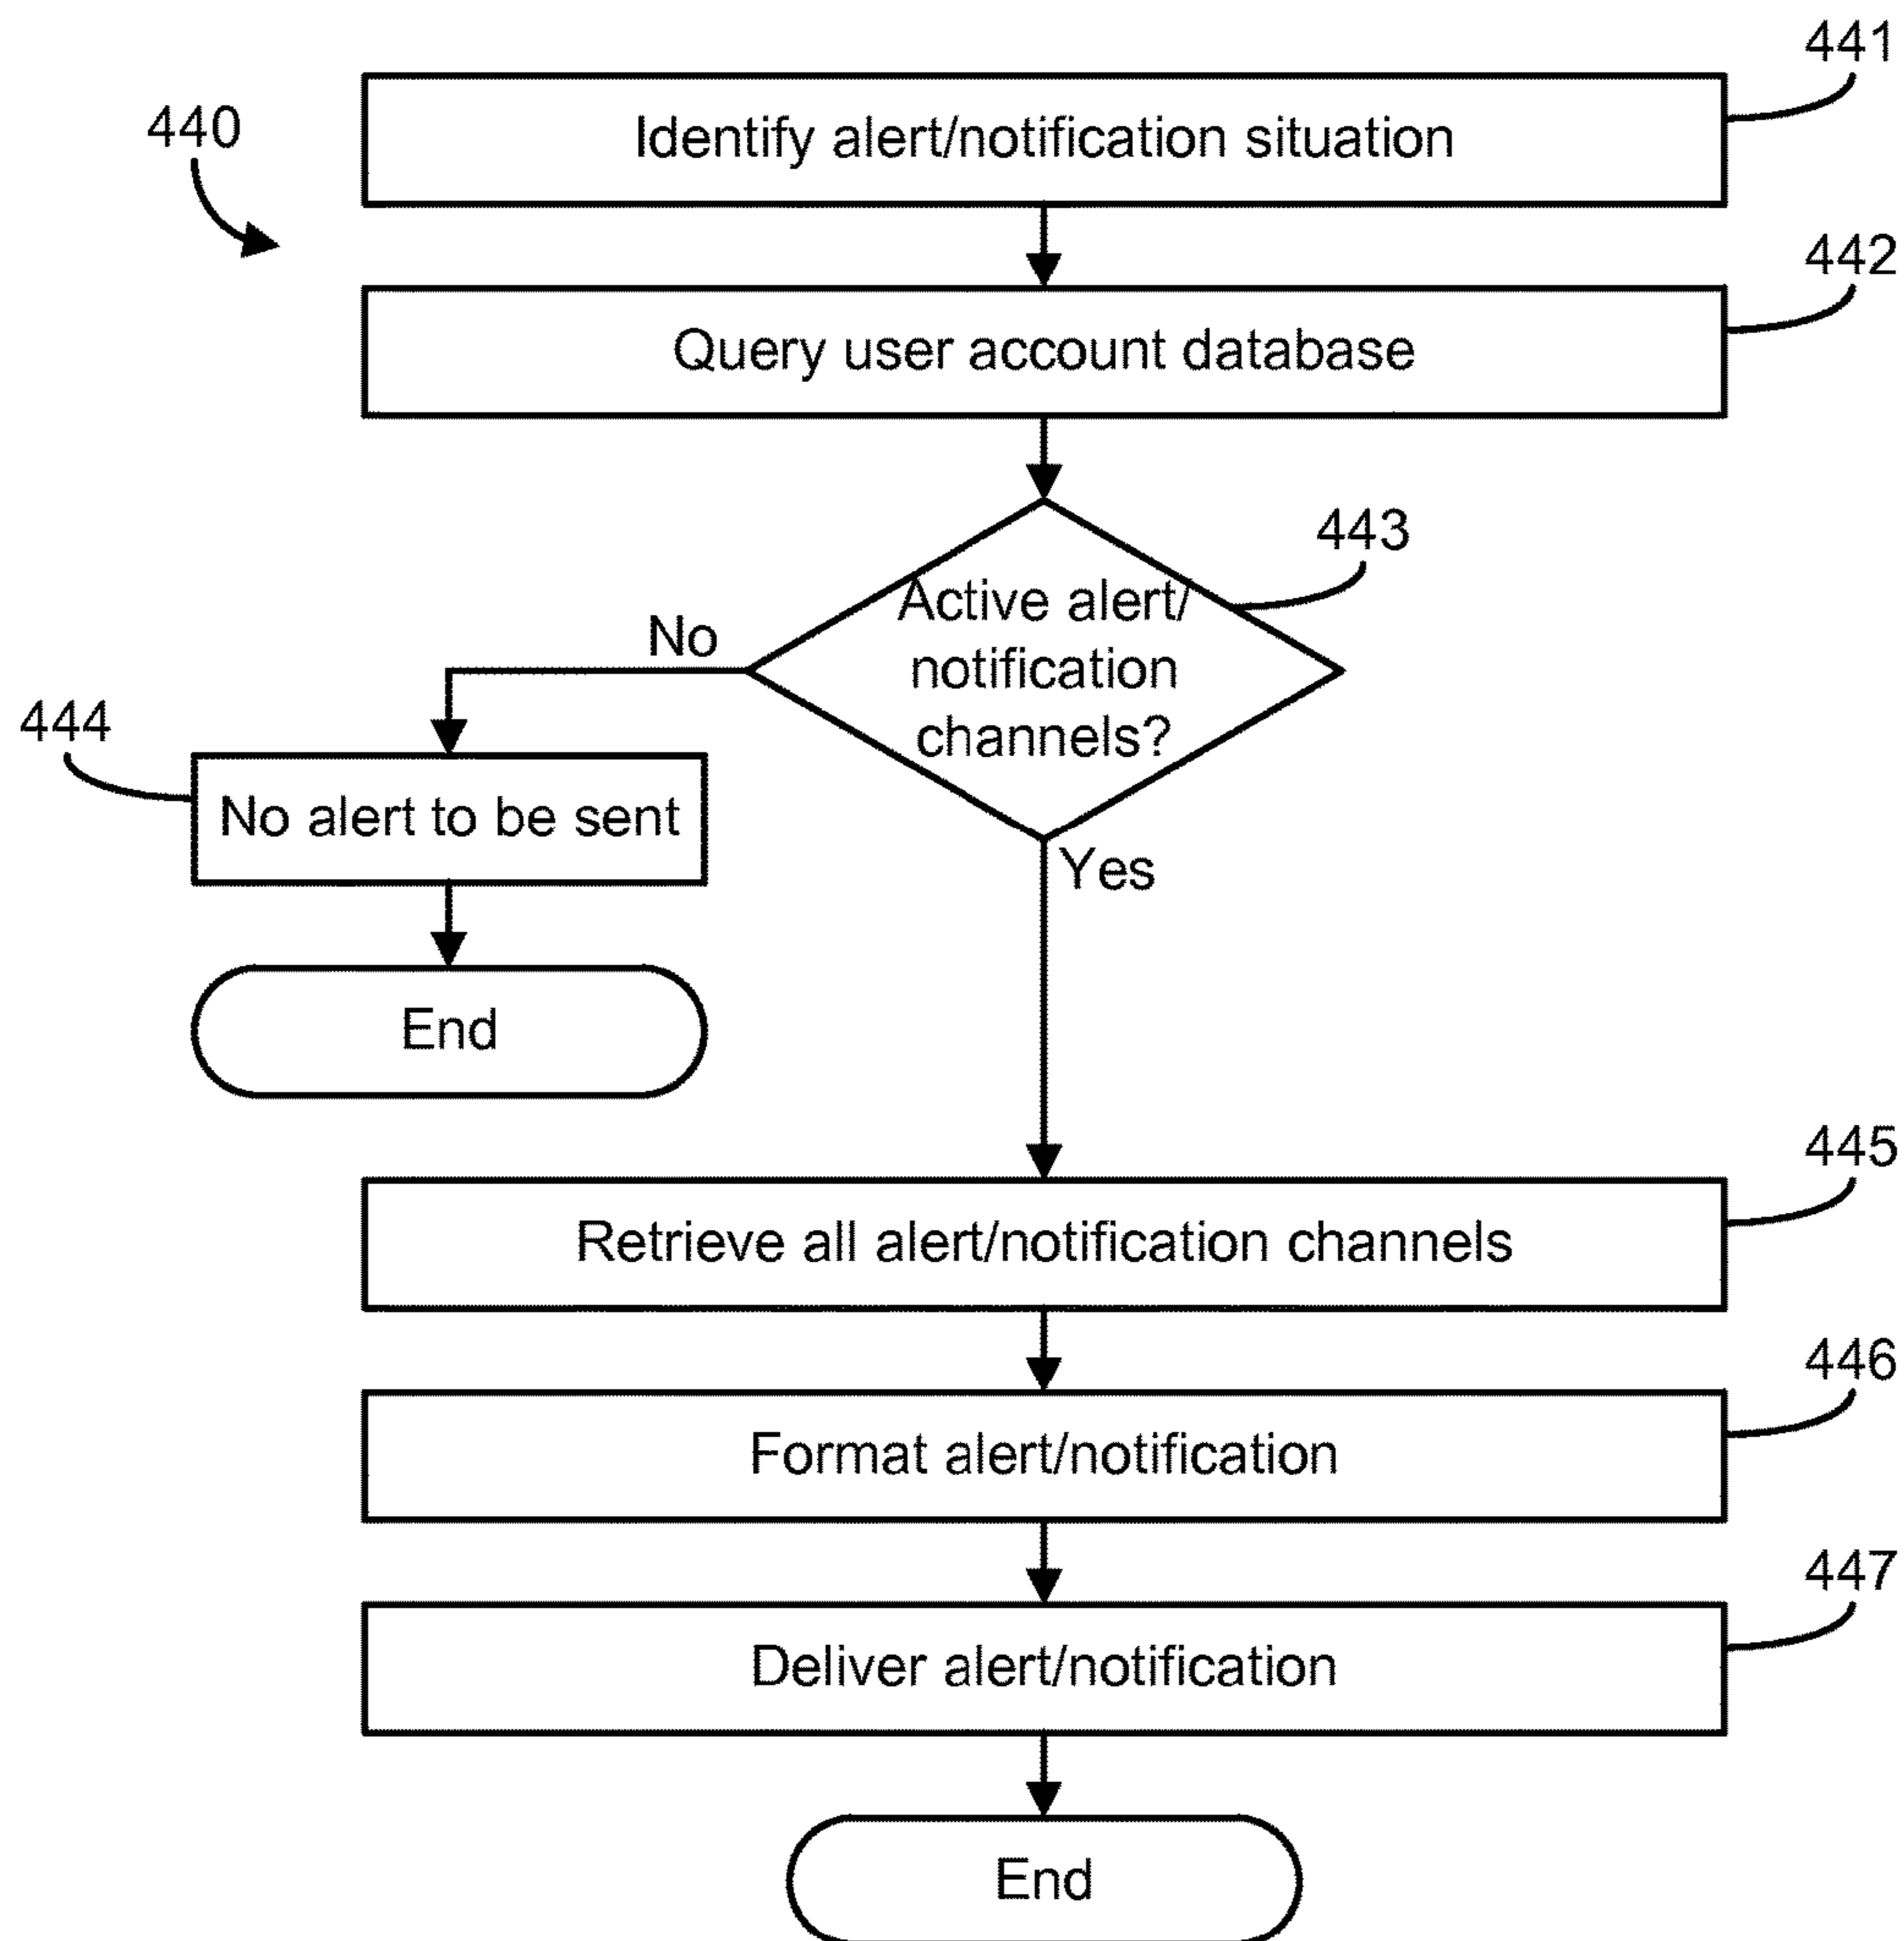 441
440
Identify alert/notification situation
442
Query user account database
443
Active alert/
notification
channels?
No
444
No alert to be sent
Yes
End
445
Retrieve all alert/notification channels
446
Format alert/notification
447
Deliver alert/notification
End